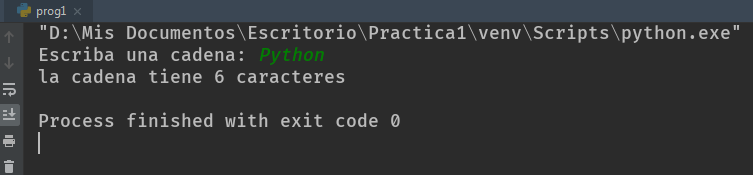 prog1
"D:\Mis Documentos\Escritorio\Practica1\venv\Scripts\python.exe"
Escriba una cadena: Python
la cadena tiene 6 caracteres
Process finished with exit code 0